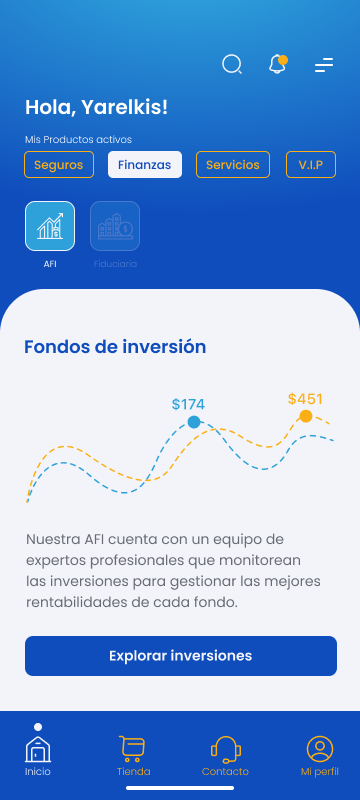 Hola, Yarelkis!
Mis Productos activos
Seguros Finanzas Servicios V.I.P
AFI Fiduciaria
Fondos de inversión
$451
$174
Nuestra AFI cuenta con un equipo de
expertos profesionales que monitorean
las inversiones para gestionar las mejores
rentabilidades de cada fondo.
Explorar inversiones
Inicio Tienda Contacto Mi perfil